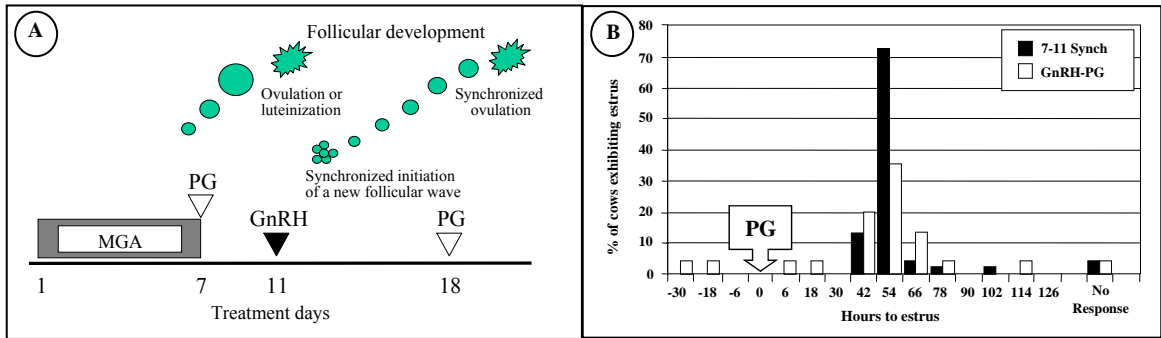 A
Follicular development
Ovulation or
luteinization
Synchronized
ovulation
Synchronized initiation
of a new follicular wave
PG
GnRH
PG
MGA
1 7 11 18
Treatment days
B
80
70
60
50
40
30
20
10
0
% of cows exhibiting estrus
7-11 Synch
GnRH-PG
PG
-30 -18 -6 0 6 18 30 42 54 66 78 90 102 114 126 No
Response
Hours to estrus